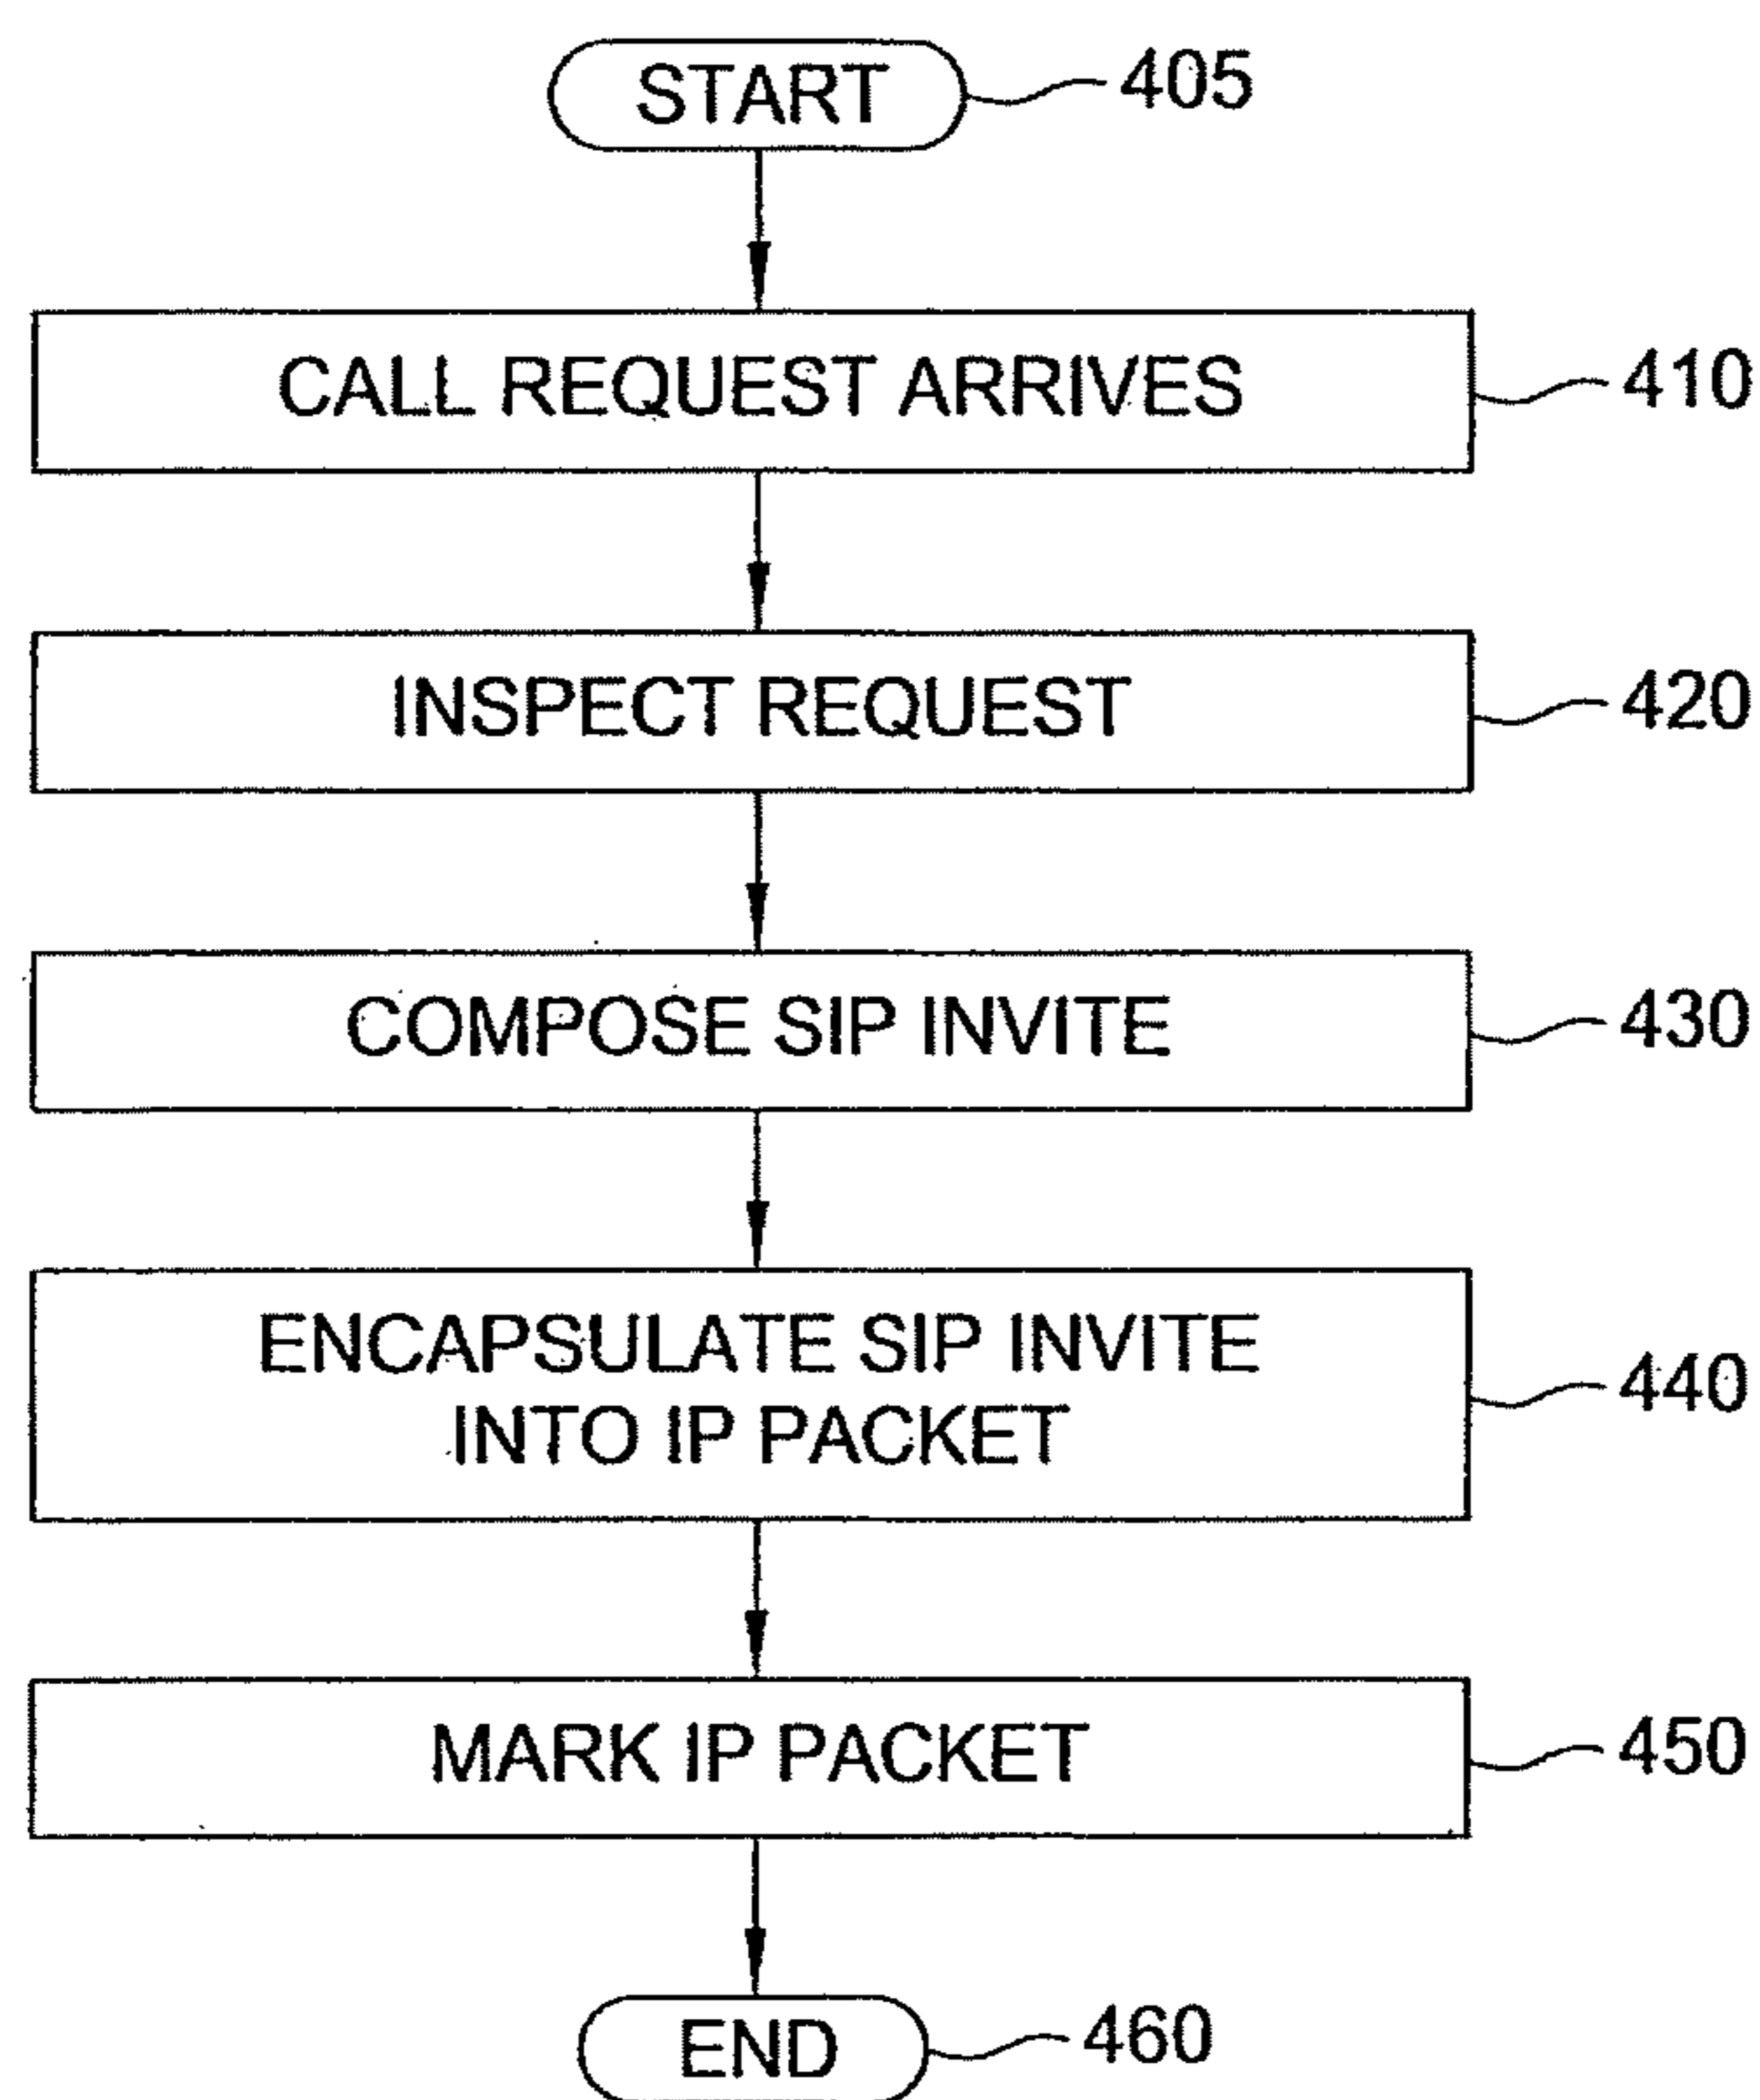 START 405
CALL REQUEST ARRIVES 410
INSPECT REQUEST 420
COMPOSE SIP INVITE 430
ENCAPSULATE SIP INVITE
INTO IP PACKET 440
MARK IP PACKET 450
END 460